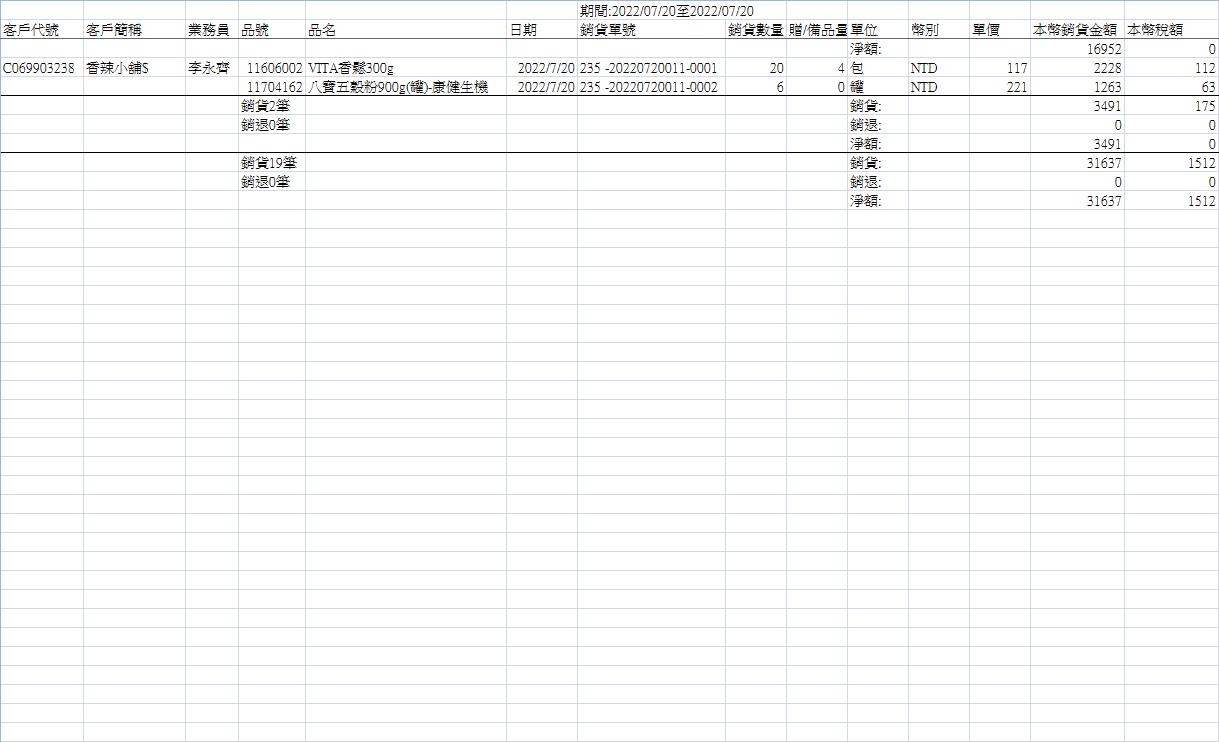 期間:2022/07/20至2022/07/20
客戶代號 客戶簡稱 業務員 品號 品名 日期 銷貨單號 銷貨數量 贈/備品量 單位 幣別 單價 本幣銷貨金額 本幣稅額
淨額: 16952 0
C069903238 香辣小舖S 李永齊 11606002 VITA香鬆300g 2022/7/20 235 -20220720011-0001 20 4 包 NTD 117 2228 112
11704162 八寶五穀粉900g(罐)-康健生機 2022/7/20 235 -20220720011-0002 6 0 罐 NTD 221 1263 63
銷貨2筆 銷貨: 3491 175
銷退0筆 銷退: 0 0
淨額: 3491 0
銷貨19筆 銷貨: 31637 1512
銷退0筆 銷退: 0 0
淨額: 31637 1512